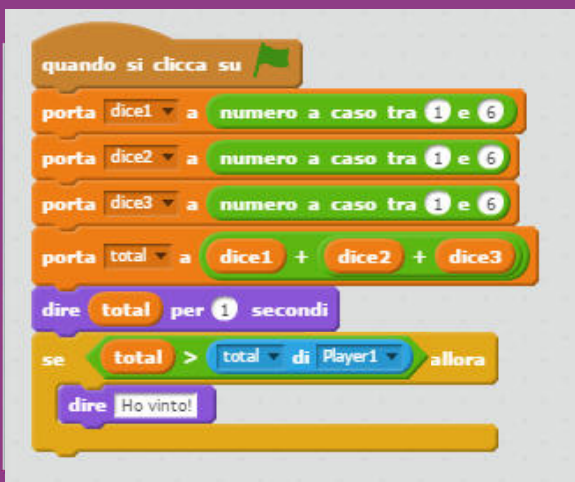 quando si clicca su
porta dice1 a numero a caso tra 1 e 6
porta dice2 a numero a caso tra 1 e 6
porta dice3 a numero a caso tra 1 e 6
porta total a dice1 + dice2 + dice3
dire total per 1 secondi
se total > total di Player1 allora
dire Ho vinto!